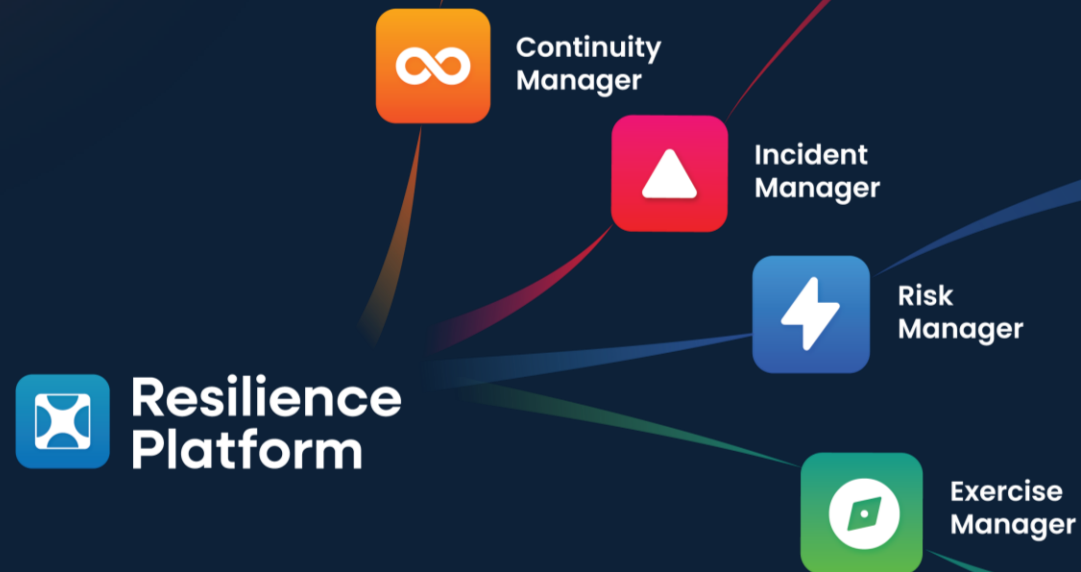 Continuity
Manager
Incident
Manager
Risk
Manager
Resilience
Platform
Exercise
Manager